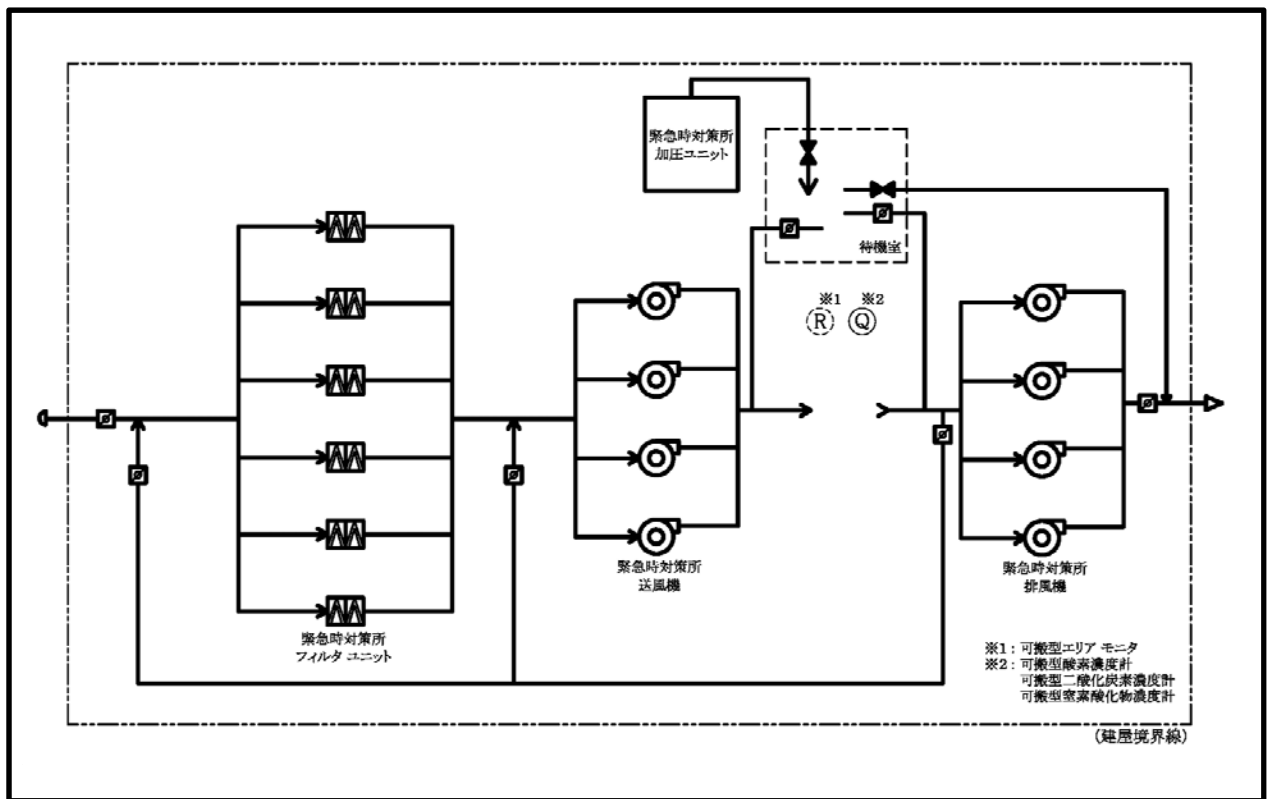 緊急時対策所
加圧ユニット
待機室
※1 ※2
R Q
緊急時対策所
送風機
緊急時対策所
排風機
緊急時対策所
フィルタ ユニット
※1 : 可搬型エリア モニタ
※2 : 可搬型酸素濃度計
可搬型二酸化炭素濃度計
可搬型窒素酸化物濃度計
(建屋境界線)